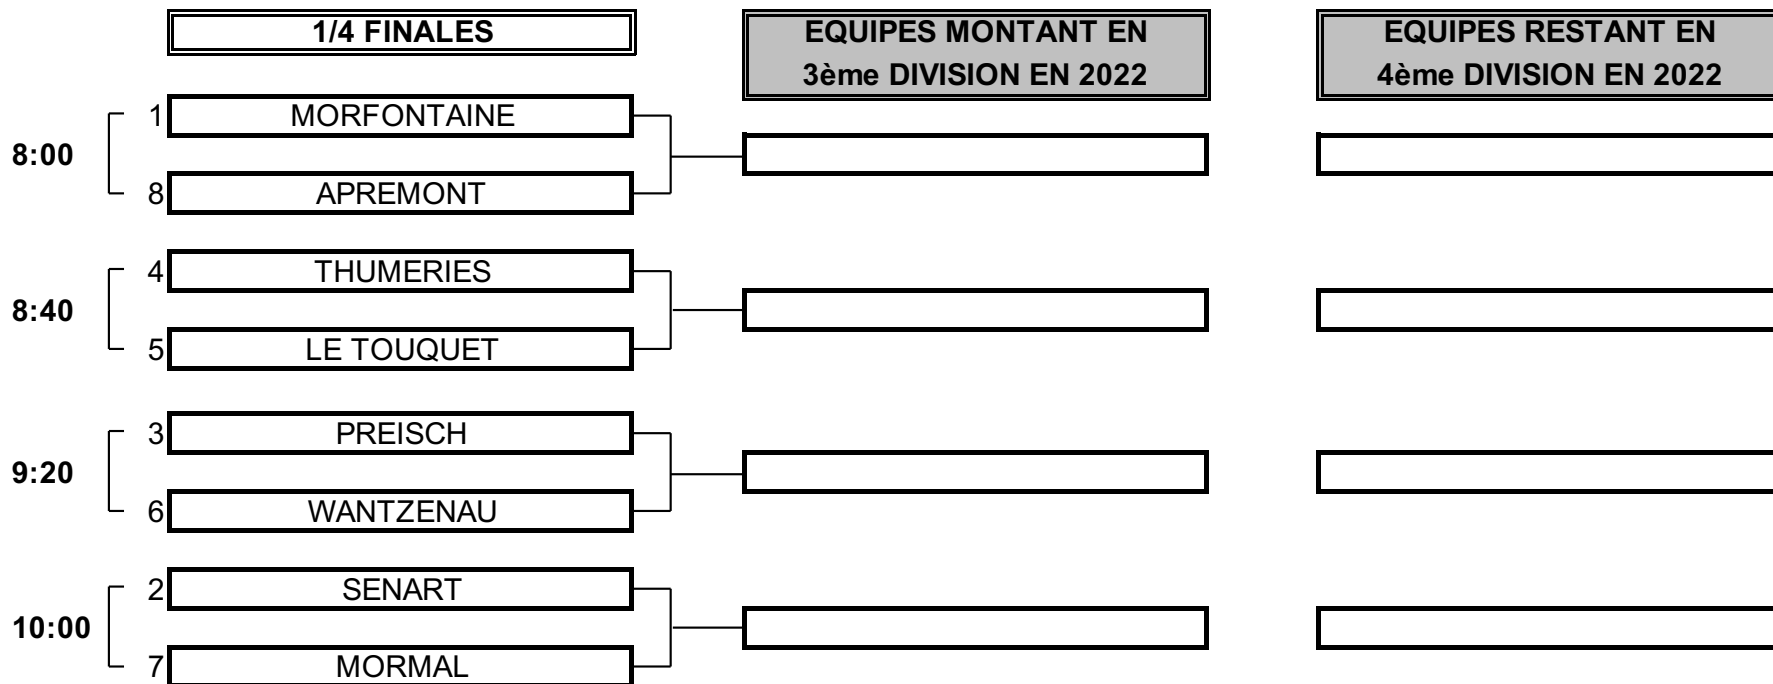 1/4 FINALES
EQUIPES MONTANT EN
3ème DIVISION EN 2022
EQUIPES RESTANT EN
4ème DIVISION EN 2022
1 MORFONTAINE
8:00
8 APREMONT
4 THUMERIES
8:40
5 LE TOUQUET
3 PREISCH
9:20
6 WANTZENAU
2 SENART
10:00
7 MORMAL